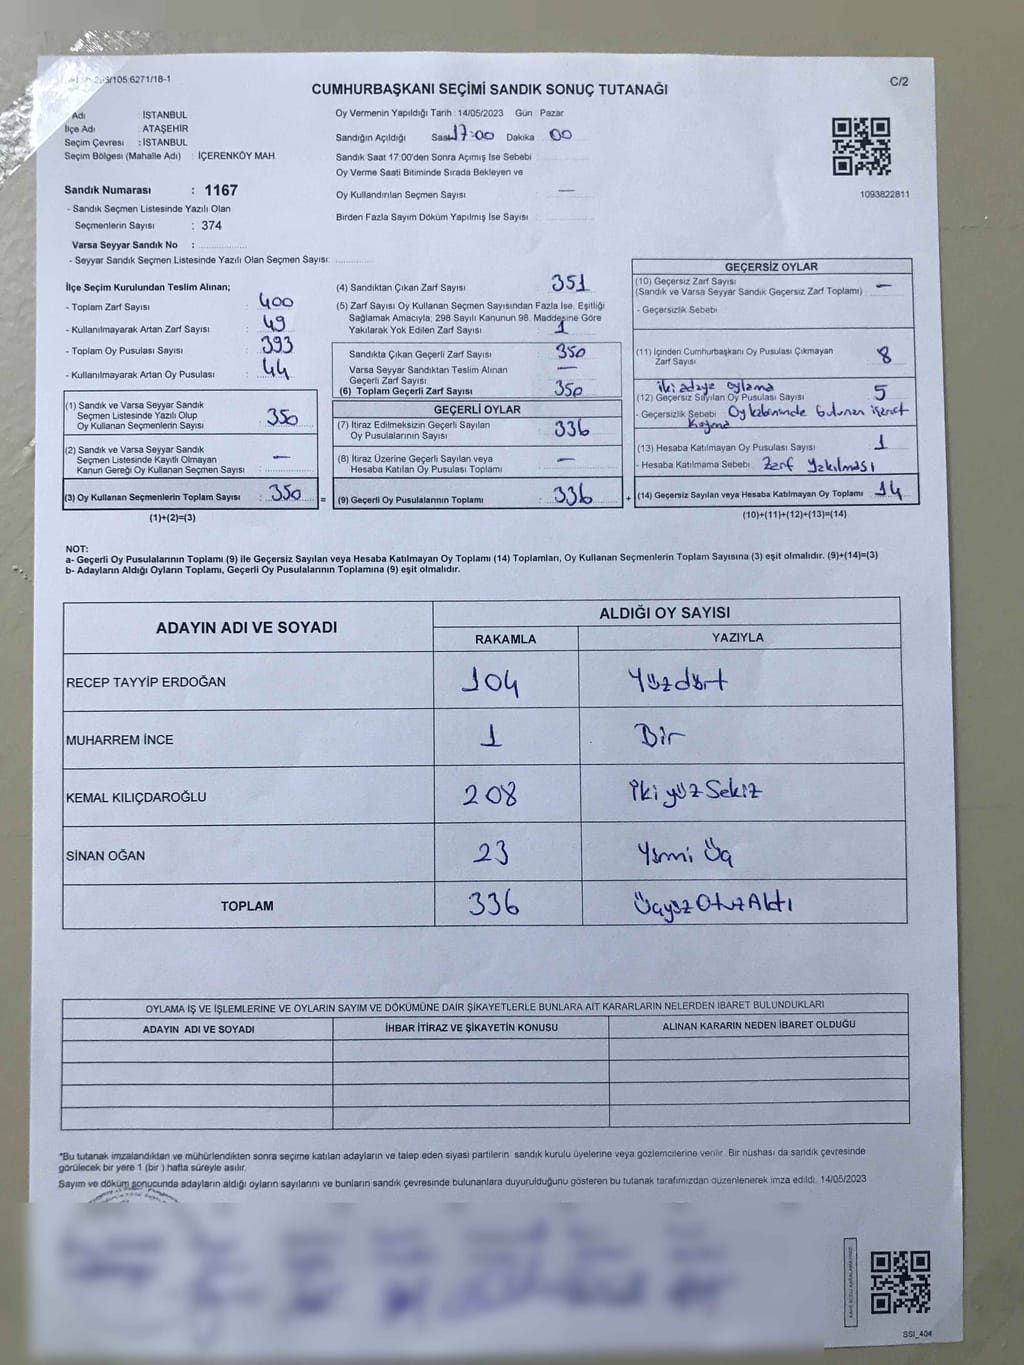 /105:6271/18-1
C/2
CUMHURBAŞKANI SEÇİMİ SANDIK SONUÇ TUTANAĞI
Adı : İSTANBUL
İlçe Adı : ATAŞEHİR
Seçim Çevresi : İSTANBUL
Seçim Bölgesi (Mahalle Adı) : İÇERENKÖY MAH
Sandık Numarası : 1167
- Sandık Seçmen Listesinde Yazılı Olan
Seçmenlerin Sayısı : 374
Varsa Seyyar Sandık No :
- Seyyar Sandık Seçmen Listesinde Yazılı Olan Seçmen Sayısı:
Oy Vermenin Yapıldığı Tarih : 14/05/2023 Gün : Pazar
Sandığın Açıldığı Saat 17:00 Dakika 00
Sandık Saat 17:00'den Sonra Açımış İse Sebebi
Oy Verme Saati Bitiminde Sırada Bekleyen ve
Oy Kullandırılan Seçmen Sayısı —
Birden Fazla Sayım Döküm Yapılmış İse Sayısı
1093822811
İlçe Seçim Kurulundan Teslim Alınan;
- Toplam Zarf Sayısı : 400
- Kullanılmayarak Artan Zarf Sayısı : 49
- Toplam Oy Pusulası Sayısı : 393
- Kullanılmayarak Artan Oy Pusulası : 44
(1) Sandık ve Varsa Seyyar Sandık
Seçmen Listesinde Yazılı Olup
Oy Kullanan Seçmenlerin Sayısı : 350
(2) Sandık ve Varsa Seyyar Sandık
Seçmen Listesinde Kayıtlı Olmayan
Kanun Gereği Oy Kullanan Seçmen Sayısı : —
(3) Oy Kullanan Seçmenlerin Toplam Sayısı : 350
(1)+(2)=(3)
(4) Sandıktan Çıkan Zarf Sayısı 351
(5) Zarf Sayısı Oy Kullanan Seçmen Sayısından Fazla İse, Eşitliği
Sağlamak Amacıyla; 298 Sayılı Kanunun 98. Maddesine Göre
Yakılarak Yok Edilen Zarf Sayısı 1
Sandıkta Çıkan Geçerli Zarf Sayısı 350
Varsa Seyyar Sandıktan Teslim Alınan
Geçerli Zarf Sayısı —
(6) Toplam Geçerli Zarf Sayısı 350
GEÇERLİ OYLAR
(7) İtiraz Edilmeksizin Geçerli Sayılan
Oy Pusulalarının Sayısı : 336
(8) İtiraz Üzerine Geçerli Sayılan veya
Hesaba Katılan Oy Pusulası Toplamı : —
= (9) Geçerli Oy Pusulalarının Toplamı : 336 +
GEÇERSİZ OYLAR
(10) Geçersiz Zarf Sayısı
(Sandık ve Varsa Seyyar Sandık Geçersiz Zarf Toplamı) : —
- Geçersizlik Sebebi :
(11) İçinden Cumhurbaşkanı Oy Pusulası Çıkmayan
Zarf Sayısı 8
iki adaya oylama
(12) Geçersiz Sayılan Oy Pusulası Sayısı : 5
- Geçersizlik Sebebi : Oy kabininde bulunan işaret
koyma
(13) Hesaba Katılmayan Oy Pusulası Sayısı : 1
- Hesaba Katılmama Sebebi : Zarf Yakılması
(14) Geçersiz Sayılan veya Hesaba Katılmayan Oy Toplamı : 14
(10)+(11)+(12)+(13)=(14)
NOT:
a- Geçerli Oy Pusulalarının Toplamı (9) ile Geçersiz Sayılan veya Hesaba Katılmayan Oy Toplamı (14) Toplamları, Oy Kullanan Seçmenlerin Toplam Sayısına (3) eşit olmalıdır. (9)+(14)=(3)
b- Adayların Aldığı Oyların Toplamı, Geçerli Oy Pusulalarının Toplamına (9) eşit olmalıdır.
ADAYIN ADI VE SOYADI
ALDIĞI OY SAYISI
RAKAMLA YAZIYLA
RECEP TAYYİP ERDOĞAN 104 Yüzdört
MUHARREM İNCE 1 Bir
KEMAL KILIÇDAROĞLU 208 İkiyüz Sekiz
SİNAN OĞAN 23 Yirmi Üç
TOPLAM 336 Üçyüz Otuz Altı
OYLAMA İŞ VE İŞLEMLERİNE VE OYLARIN SAYIM VE DÖKÜMÜNE DAİR ŞİKAYETLERLE BUNLARA AİT KARARLARIN NELERDEN İBARET BULUNDUKLARI
ADAYIN ADI VE SOYADI İHBAR İTİRAZ VE ŞİKAYETİN KONUSU ALINAN KARARIN NEDEN İBARET OLDUĞU
*Bu tutanak imzalandıktan ve mühürlendikten sonra seçime katılan adayların ve talep eden siyasi partilerin sandık kurulu üyelerine veya gözlemcilerine verilir. Bir nüshası da sandık çevresinde
görülecek bir yere 1 (bir ) hafta süreyle asılır.
Sayım ve döküm sonucunda adayların aldığı oyların sayılarını ve bunların sandık çevresinde bulunanlara duyurulduğunu gösteren bu tutanak tarafımızdan düzenlenerek imza edildi. 14/05/2023
SSI_404